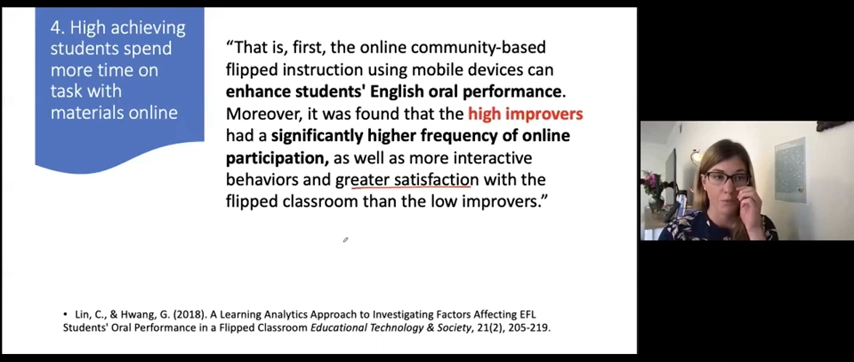 4. High achieving
students spend
more time on
task with
materials online
“That is, first, the online community-based
flipped instruction using mobile devices can
enhance students' English oral performance.
Moreover, it was found that the high improvers
had a significantly higher frequency of online
participation, as well as more interactive
behaviors and greater satisfaction with the
flipped classroom than the low improvers.”
• Lin, C., & Hwang, G. (2018). A Learning Analytics Approach to Investigating Factors Affecting EFL
Students' Oral Performance in a Flipped Classroom Educational Technology & Society, 21(2), 205-219.